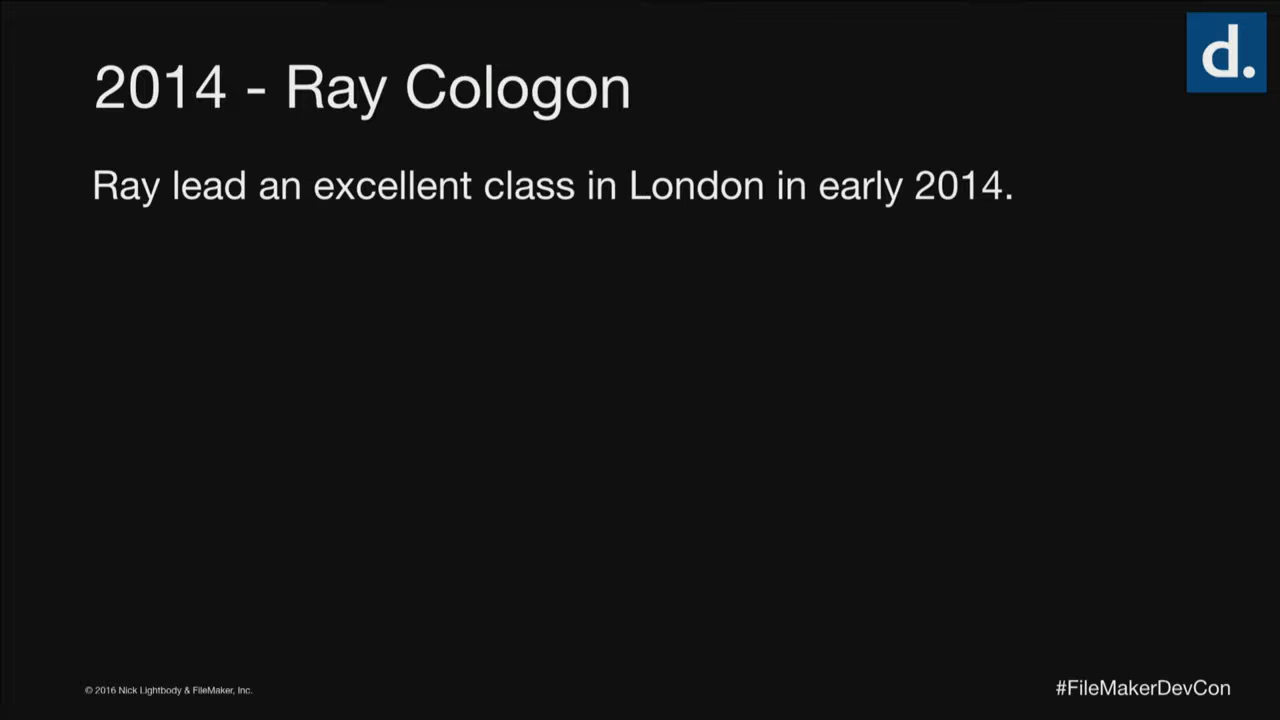 d.
2014 - Ray Cologon
Ray lead an excellent class in London in early 2014.
© 2016 Nick Lightbody & FileMaker, Inc.
#FileMakerDevCon